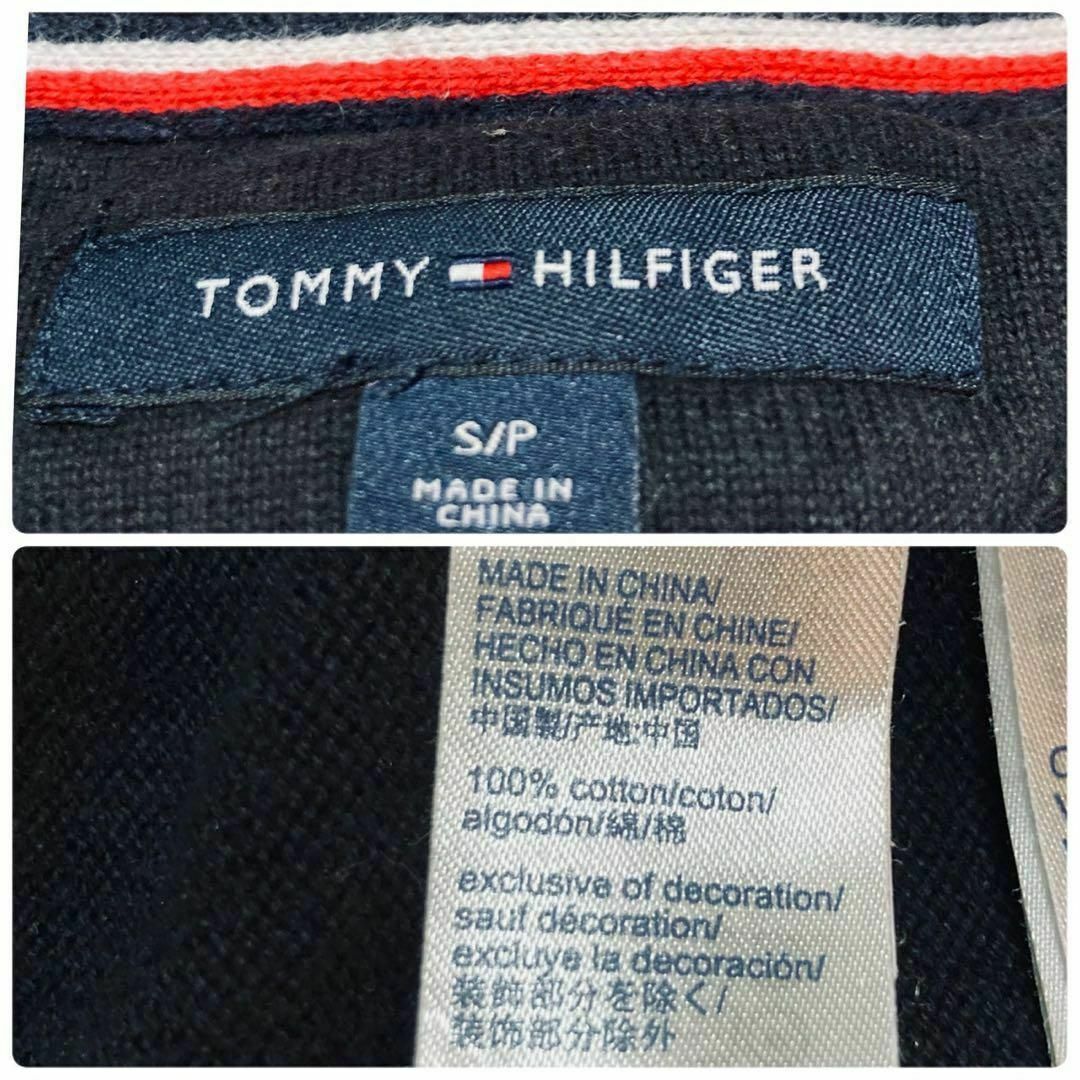 TOMMY HILFIGER
S/P
MADE IN
CHINA
MADE IN CHINA/
FABRIQUÉ EN CHINE/
HECHO EN CHINA CON
INSUMOS IMPORTADOS/
中国製/产地:中国
100% cotton/coton/
algodón/綿/棉
exclusive of decoration/
sauf décoration/
excluye la decoración/
装飾部分を除く/
装饰部分除外